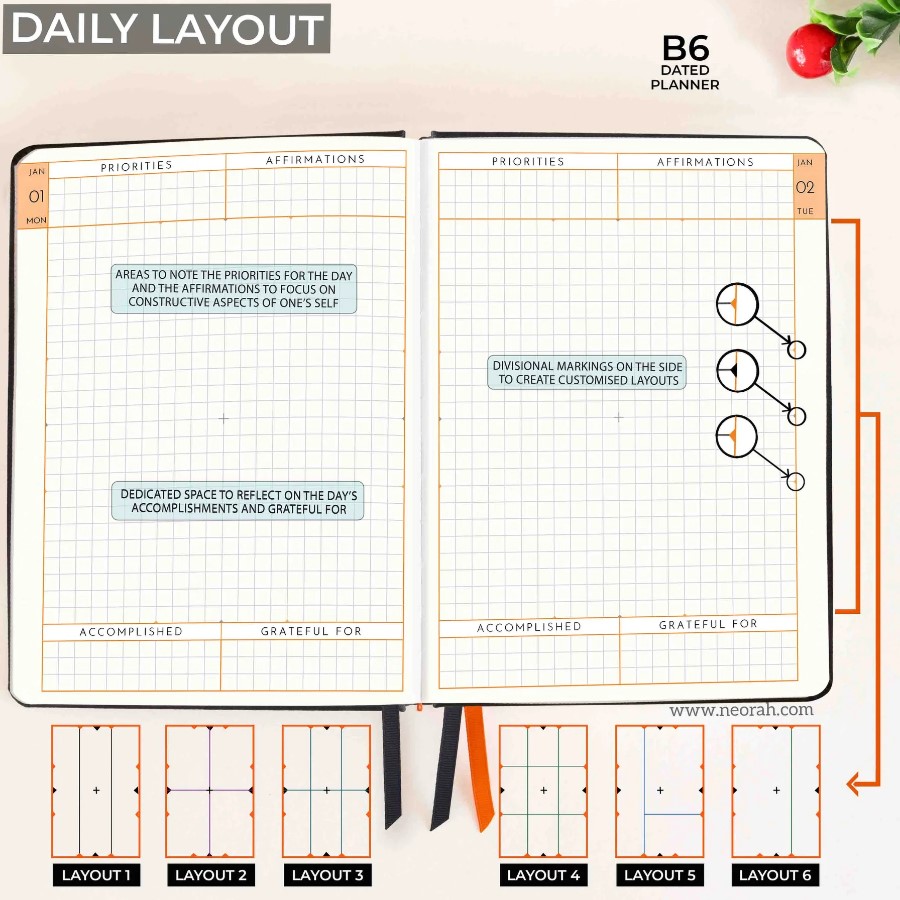 DAILY LAYOUT
B6
DATED
PLANNER
PRIORITIES
AFFIRMATIONS
JAN
01
MON
AREAS TO NOTE THE PRIORITIES FOR THE DAY
AND THE AFFIRMATIONS TO FOCUS ON
CONSTRUCTIVE ASPECTS OF ONE'S SELF
DEDICATED SPACE TO REFLECT ON THE DAY'S
ACCOMPLISHMENTS AND GRATEFUL FOR
ACCOMPLISHED
GRATEFUL FOR
PRIORITIES
AFFIRMATIONS
JAN
02
TUE
DIVISIONAL MARKINGS ON THE SIDE
TO CREATE CUSTOMISED LAYOUTS
ACCOMPLISHED
GRATEFUL FOR
www.neorah.com
LAYOUT 1
LAYOUT 2
LAYOUT 3
LAYOUT 4
LAYOUT 5
LAYOUT 6